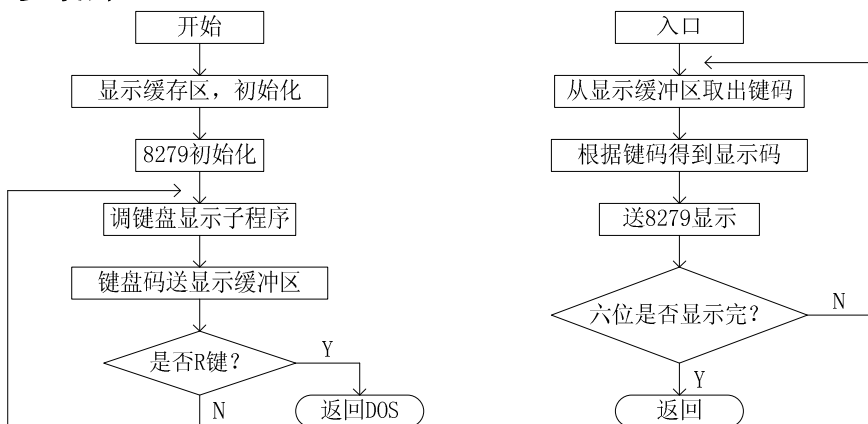 开始
显示缓存区，初始化
8279初始化
调键盘显示子程序
键盘码送显示缓冲区
是否R键？
Y
N
返回DOS
入口
从显示缓冲区取出键码
根据键码得到显示码
送8279显示
六位是否显示完？
N
Y
返回